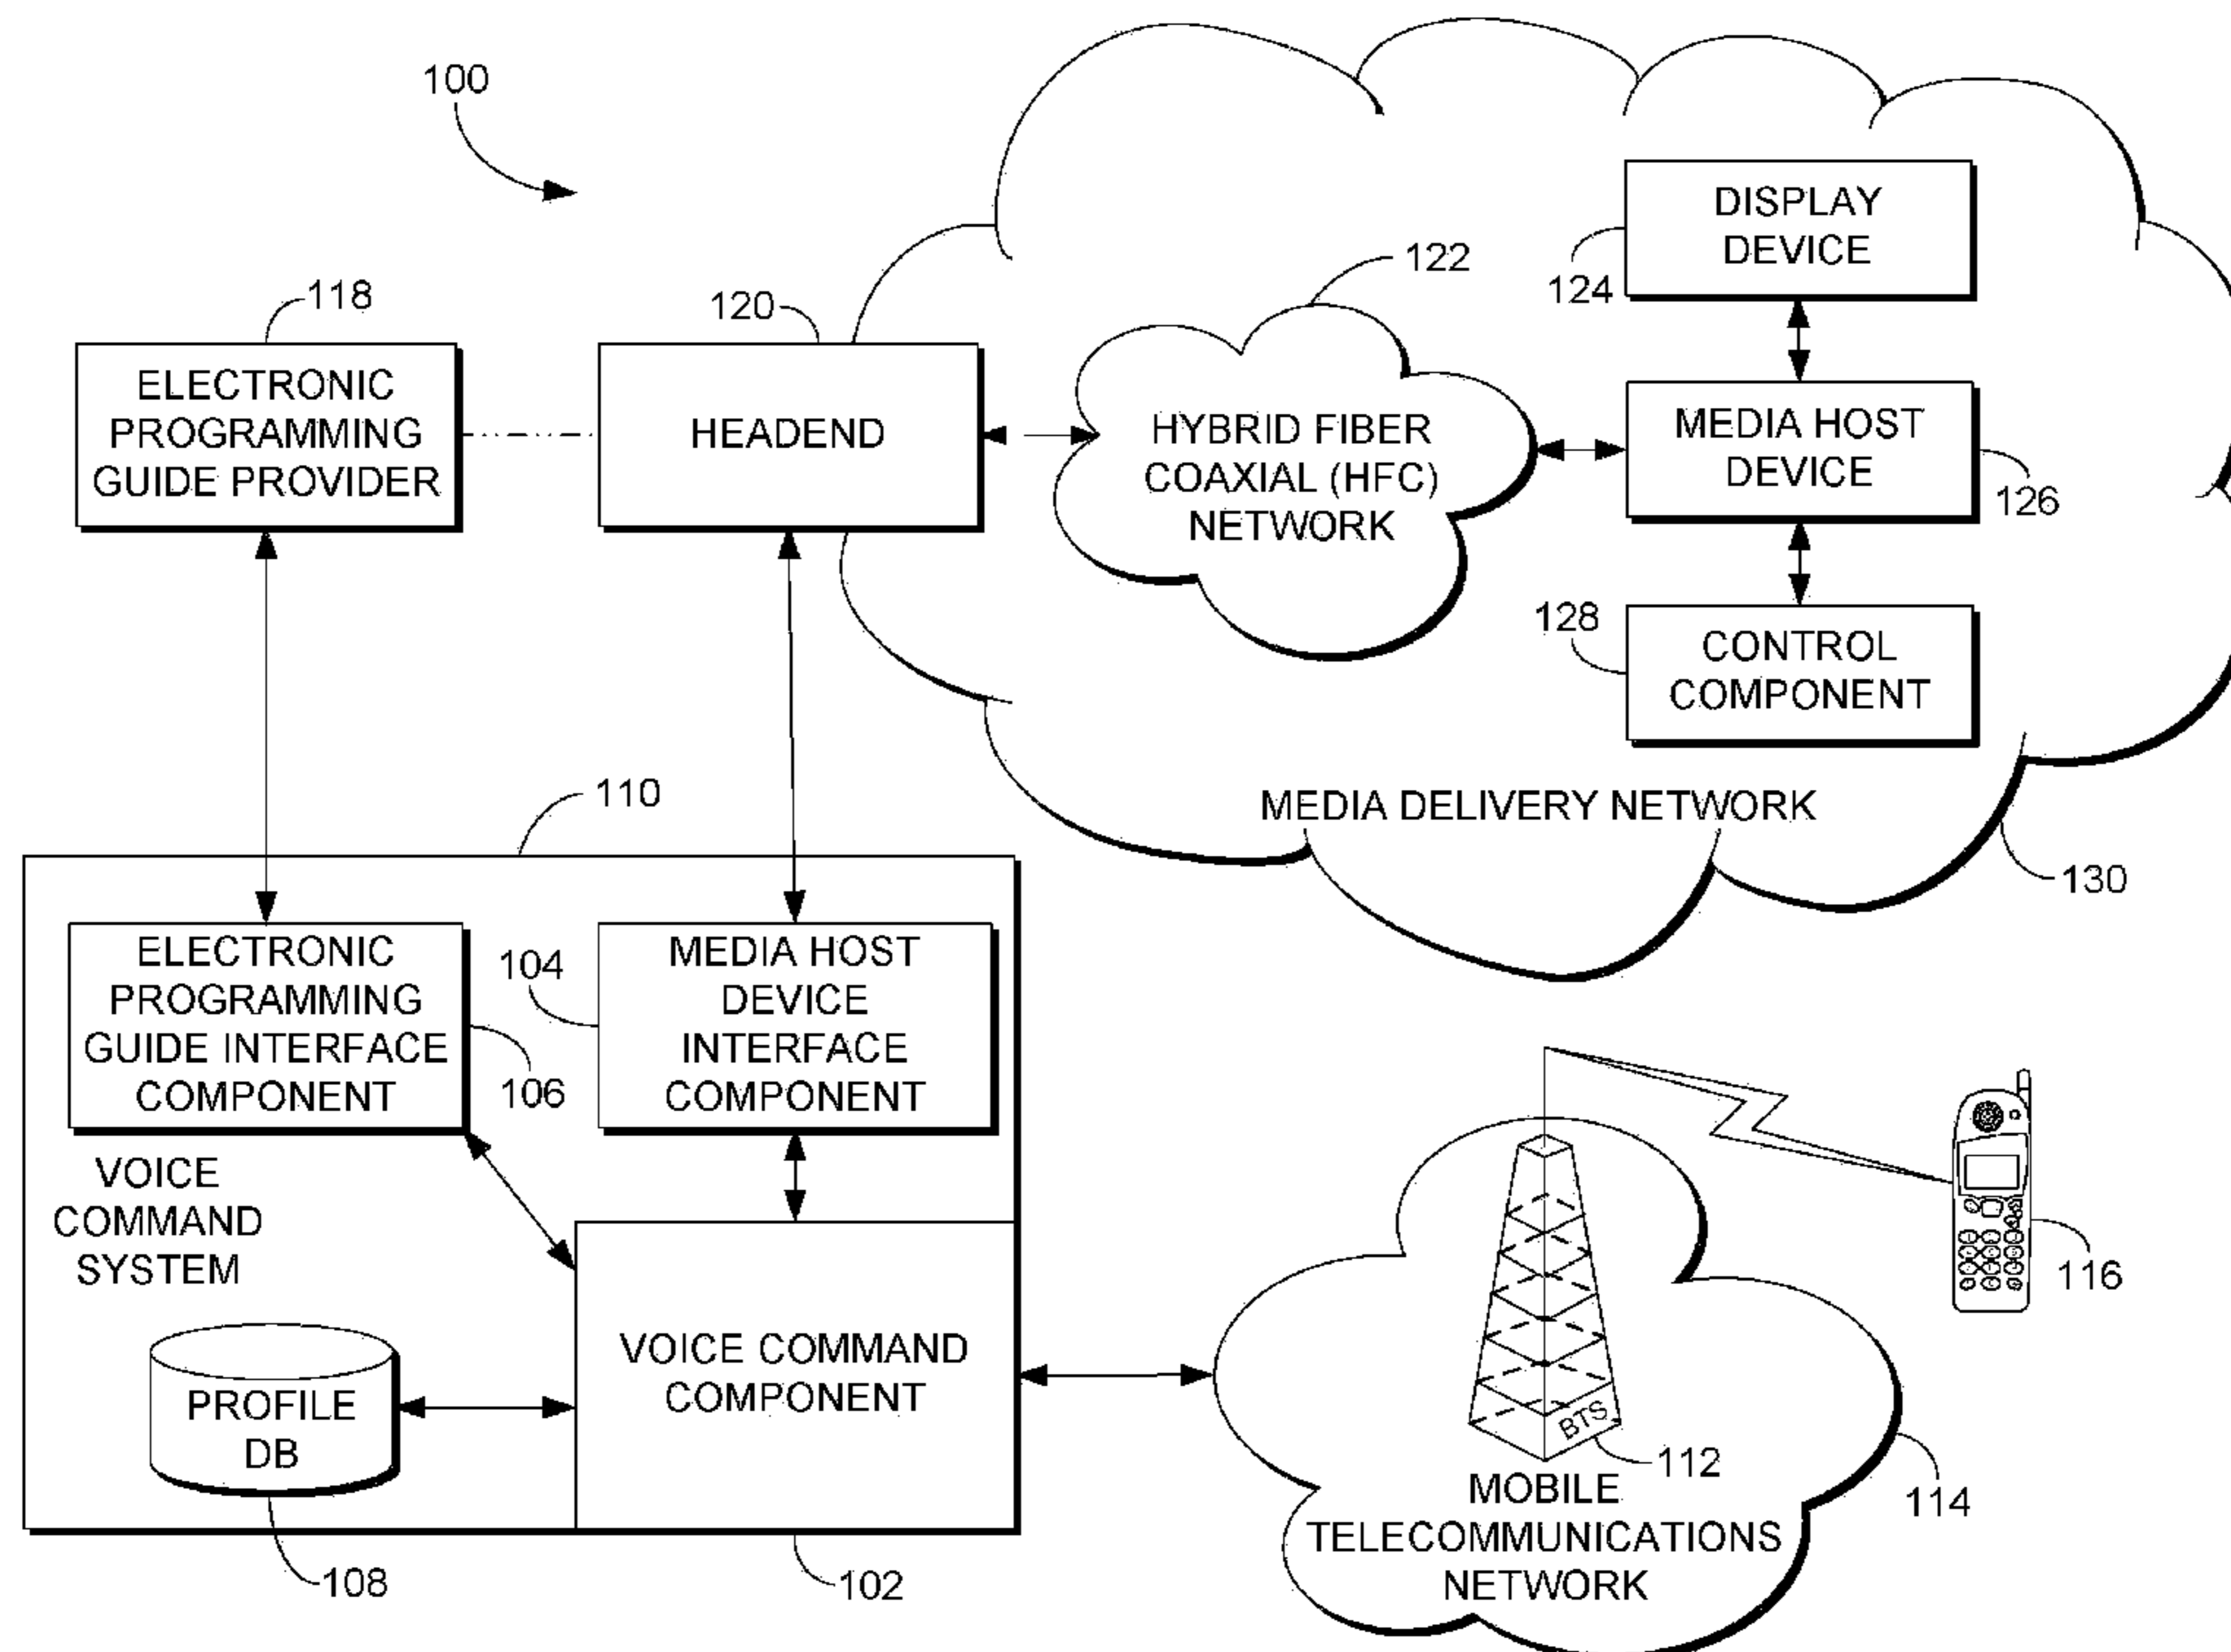 100
118
ELECTRONIC
PROGRAMMING
GUIDE PROVIDER
120
HEADEND
122
HYBRID FIBER
COAXIAL (HFC)
NETWORK
DISPLAY
DEVICE
124
MEDIA HOST
DEVICE
126
128
CONTROL
COMPONENT
MEDIA DELIVERY NETWORK
130
110
ELECTRONIC
PROGRAMMING
GUIDE INTERFACE
COMPONENT
106
104
MEDIA HOST
DEVICE
INTERFACE
COMPONENT
VOICE
COMMAND
SYSTEM
PROFILE
DB
108
VOICE COMMAND
COMPONENT
102
BTS
112
MOBILE
TELECOMMUNICATIONS
NETWORK
114
116